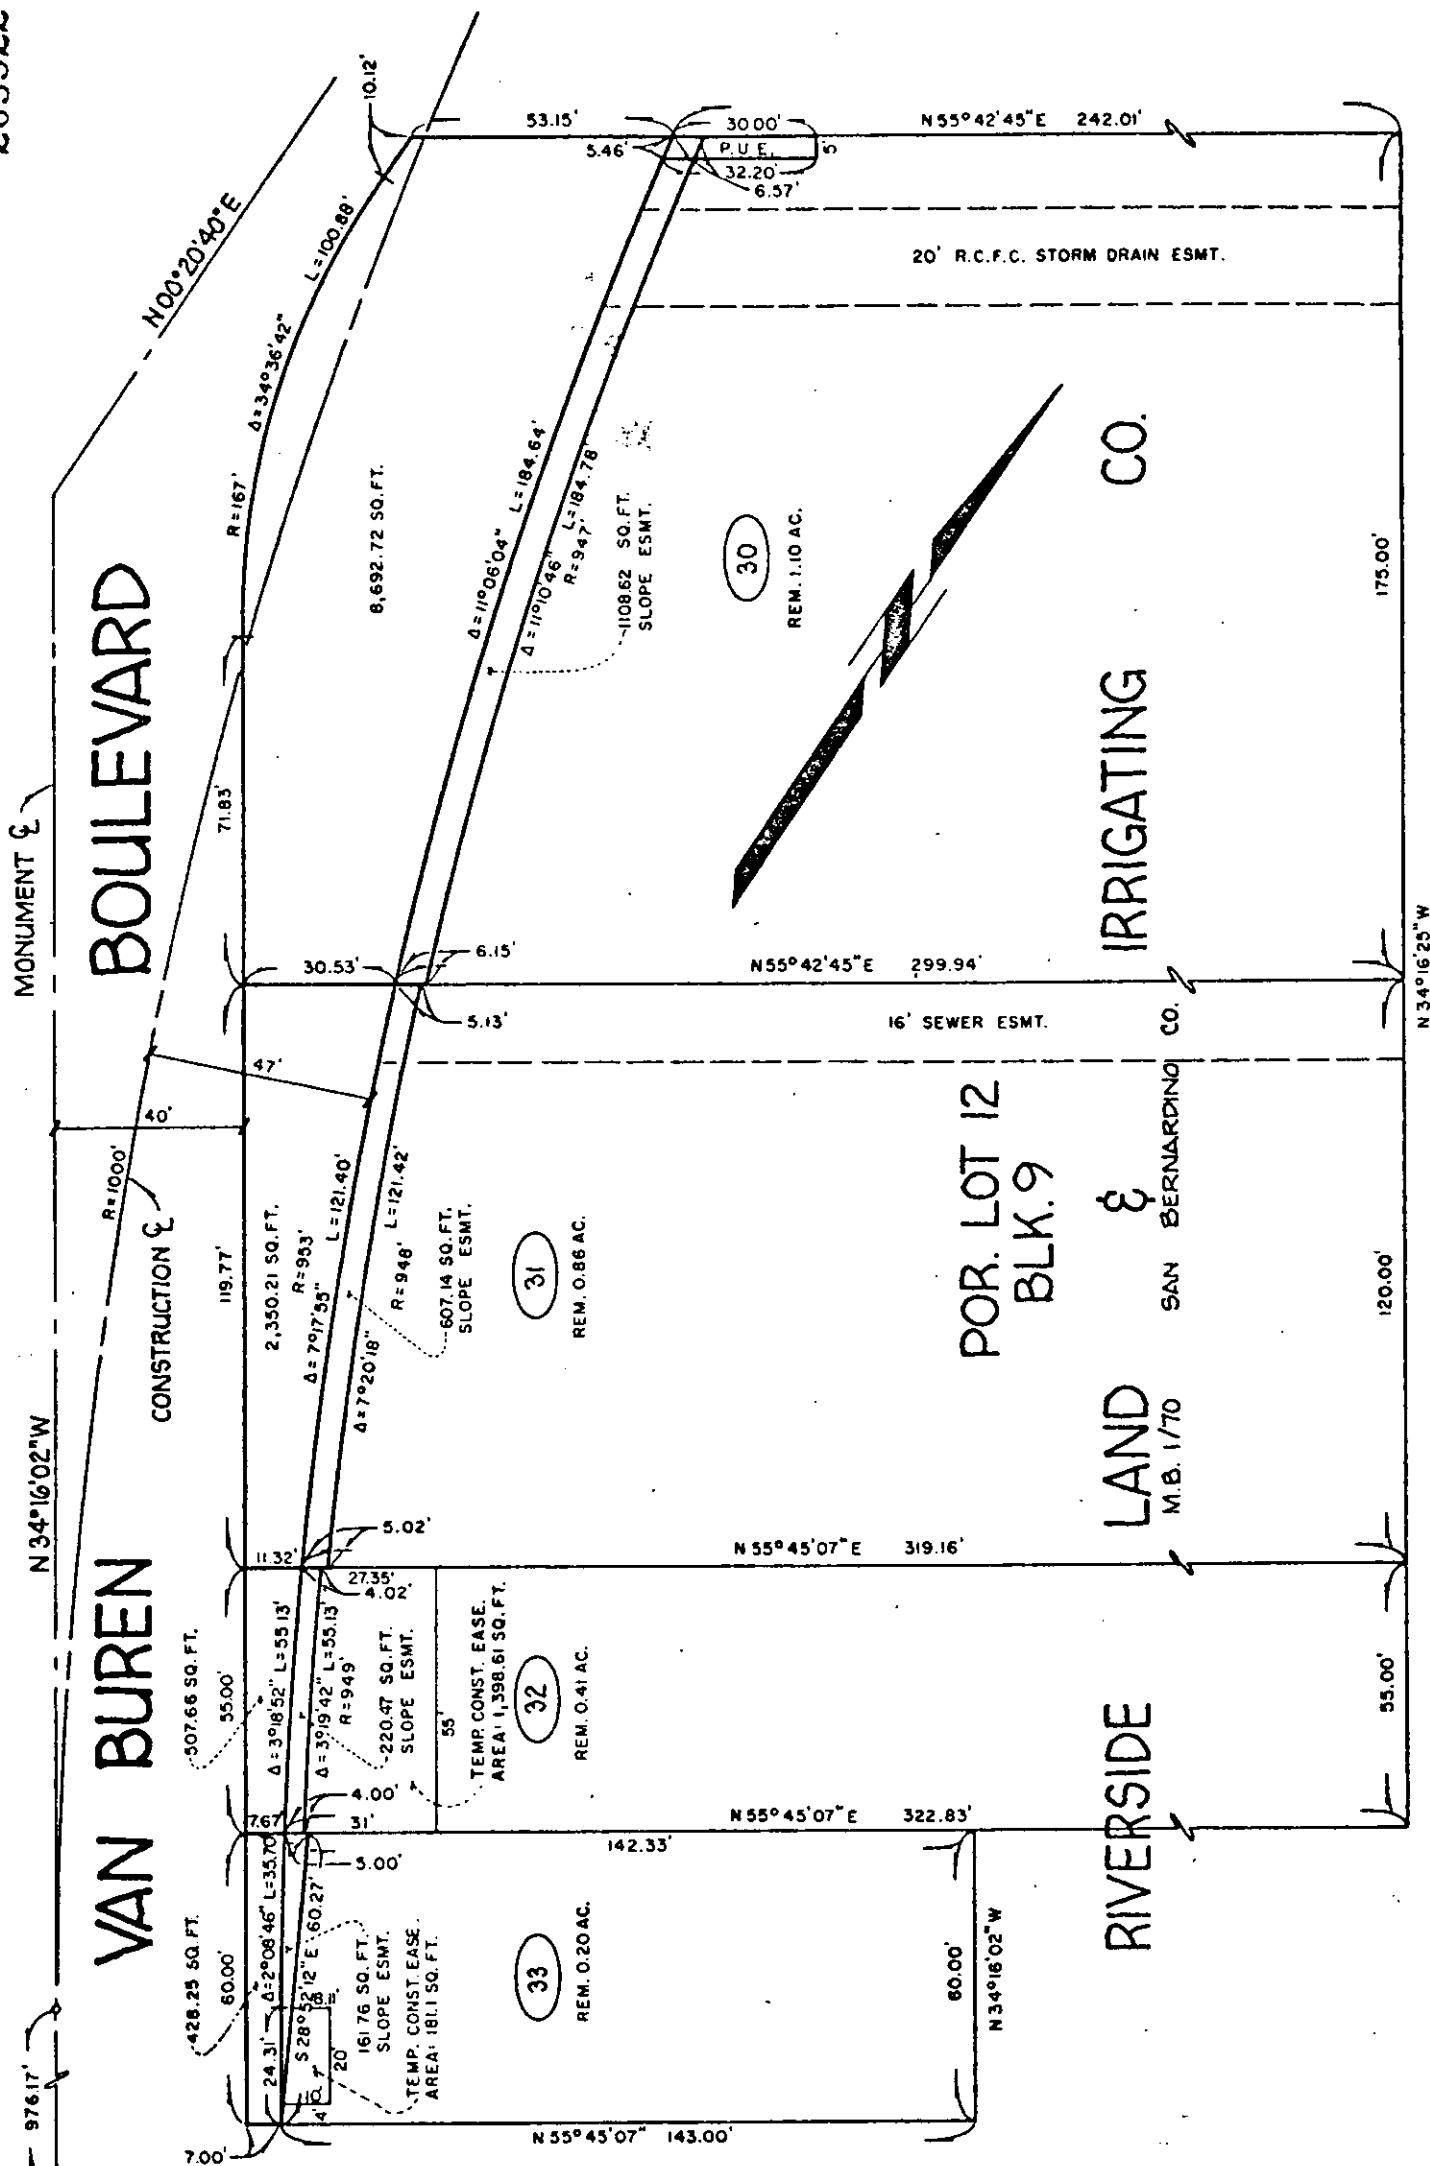 10.12'
N00°20'40"E
53.15'
5.46'
30.00'
P.U.E.
32.20'
6.57'
5'
N55°42'45"E 242.01'
L=100.88'
Δ=34°36'42"
R=167'
20' R.C.F.C. STORM DRAIN ESMT.
8,692.72 SQ.FT.
Δ=11°06'04" L=184.64'
Δ=11°10'46" L=184.78'
R=947'
1108.62 SQ.FT.
SLOPE ESMT.
30
REM. 1.10 AC.
175.00'
MONUMENT ℄
BOULEVARD
71.83'
30.53'
6.15'
5.13'
N55°42'45"E 299.94'
16' SEWER ESMT.
IRRIGATING CO.
N34°16'25"W
47'
40'
R=1000'
CONSTRUCTION ℄
N34°16'02"W
119.77'
2,350.21 SQ.FT.
R=953'
Δ=7°17'55" L=121.40'
Δ=7°20'18" L=121.42'
R=948'
607.14 SQ.FT.
SLOPE ESMT.
31
REM. 0.86 AC.
POR. LOT 12
BLK. 9
LAND &
M.B. 1/70 SAN BERNARDINO CO.
120.00'
11.32'
5.02'
27.35'
4.02'
N55°45'07"E 319.16'
VAN BUREN
507.66 SQ.FT.
55.00'
Δ=3°18'52" L=55.13'
Δ=3°19'42" L=55.13'
R=949'
220.47 SQ.FT.
SLOPE ESMT.
55'
TEMP. CONST. EASE.
AREA: 1,398.61 SQ.FT.
32
REM. 0.41 AC.
55.00'
7.67'
4.00'
31'
5.00'
142.33'
N55°45'07"E 322.83'
RIVERSIDE
428.25 SQ.FT.
60.00'
24.31' Δ=2°08'46" L=35.70'
S28°52'12"E 60.27'
161.76 SQ.FT.
SLOPE ESMT.
TEMP. CONST. EASE.
AREA: 181.1 SQ.FT.
20'
4'
33
REM. 0.20 AC.
60.00'
N34°16'02"W
976.17'
7.00'
N55°45'07" 143.00'